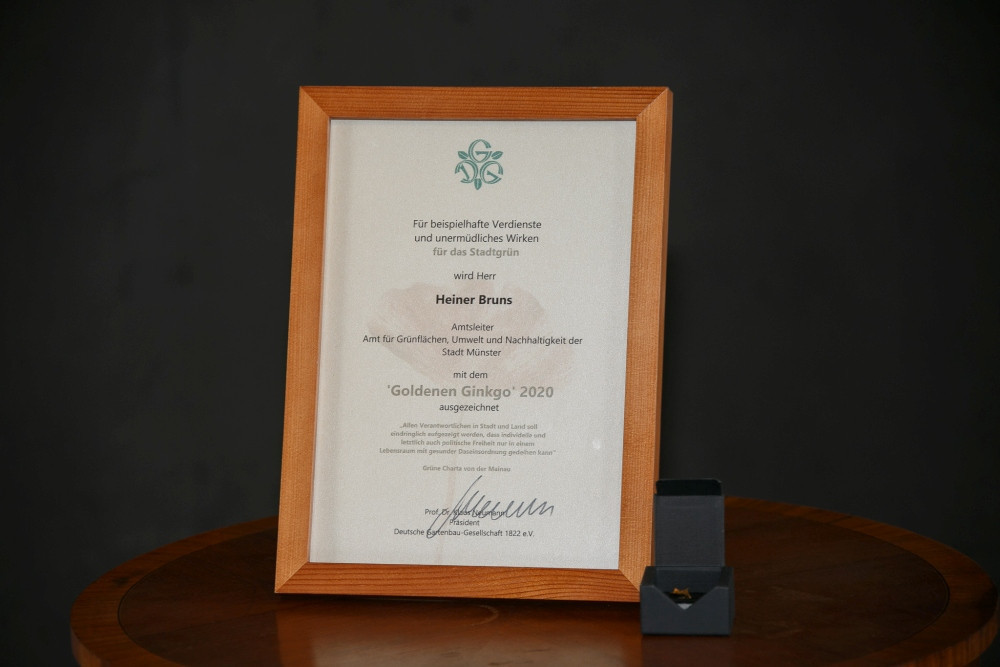 DGG
Für beispielhafte Verdienste
und unermüdliches Wirken
für das Stadtgrün
wird Herr
Heiner Bruns
Amtsleiter
Amt für Grünflächen, Umwelt und Nachhaltigkeit der
Stadt Münster
mit dem
'Goldenen Ginkgo' 2020
ausgezeichnet
„Allen Verantwortlichen in Stadt und Land soll
eindringlich aufgezeigt werden, dass individuelle und
letztlich auch politische Freiheit nur in einem
Lebensraum mit gesunder Daseinsordnung gedeihen kann"
Grüne Charta von der Mainau
Prof. Dr. Klaus Neumann
Präsident
Deutsche Gartenbau-Gesellschaft 1822 e.V.